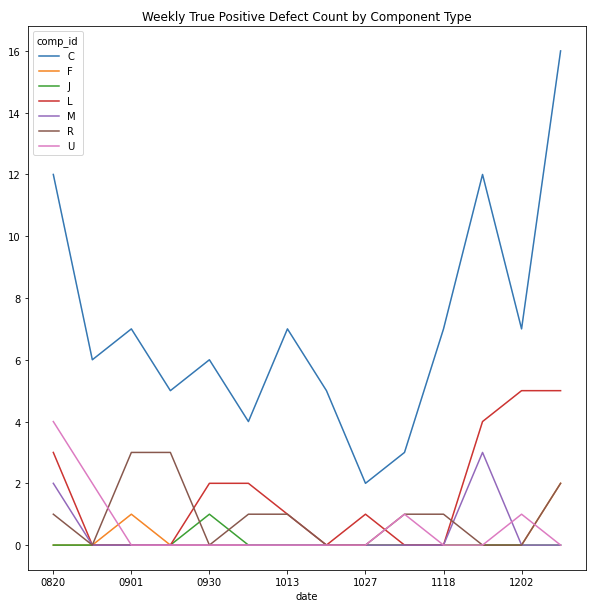 Weekly True Positive Defect Count by Component Type
comp_id
C
F
J
L
M
R
U
16
14
12
10
8
6
4
2
0
0820 0901 0930 1013 1027 1118 1202
date